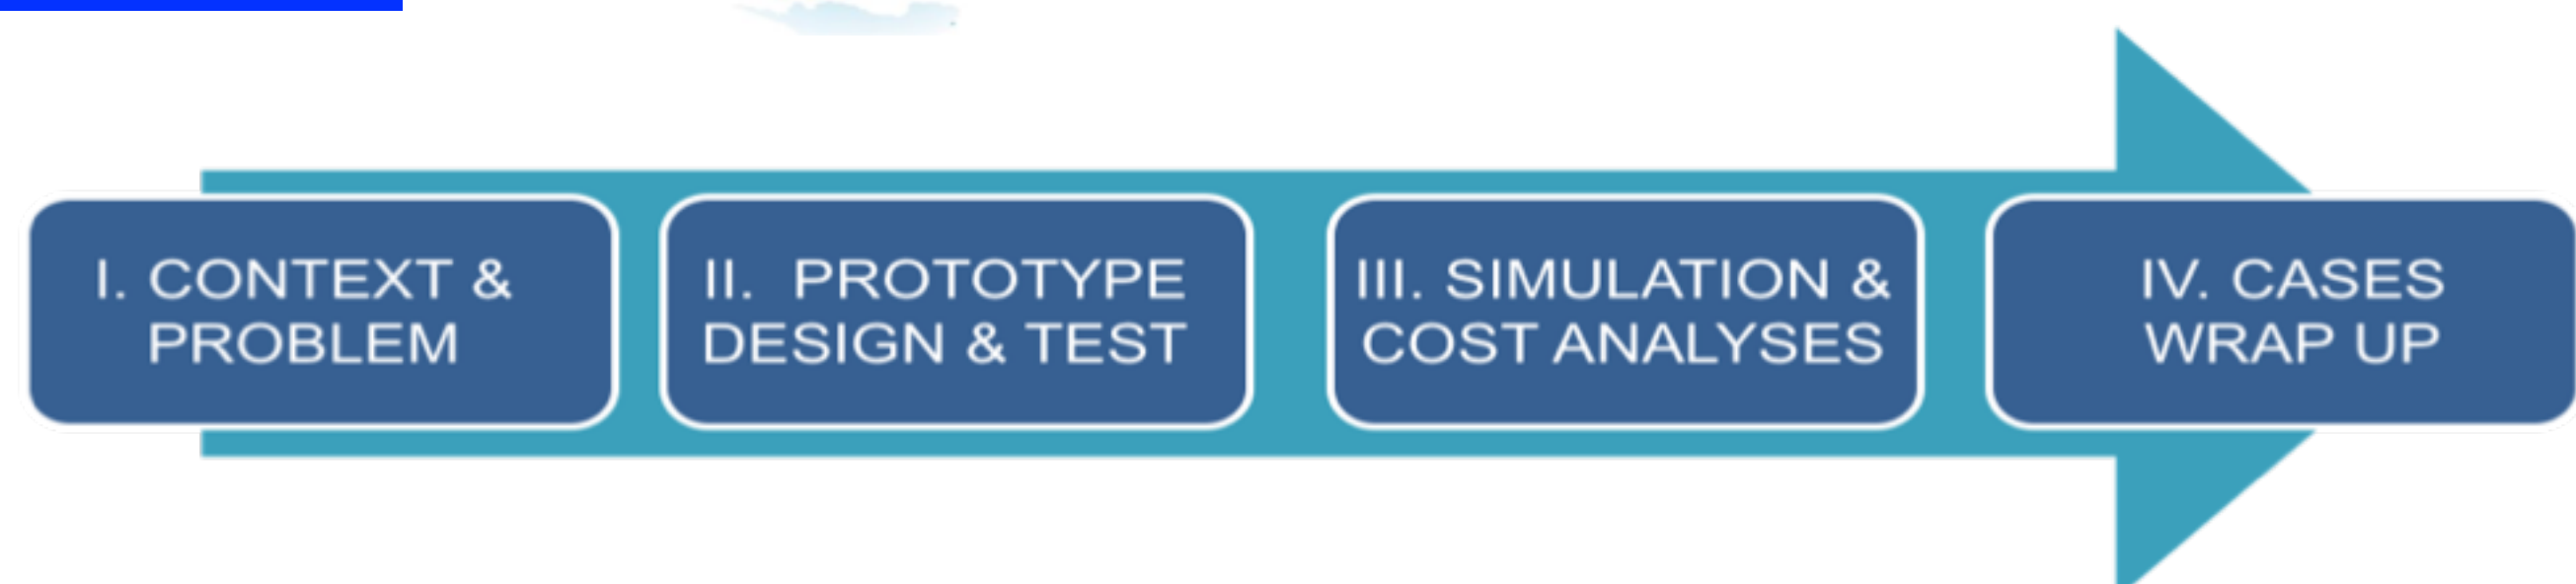 I. CONTEXT &
PROBLEM
II. PROTOTYPE
DESIGN & TEST
III. SIMULATION &
COST ANALYSES
IV. CASES
WRAP UP